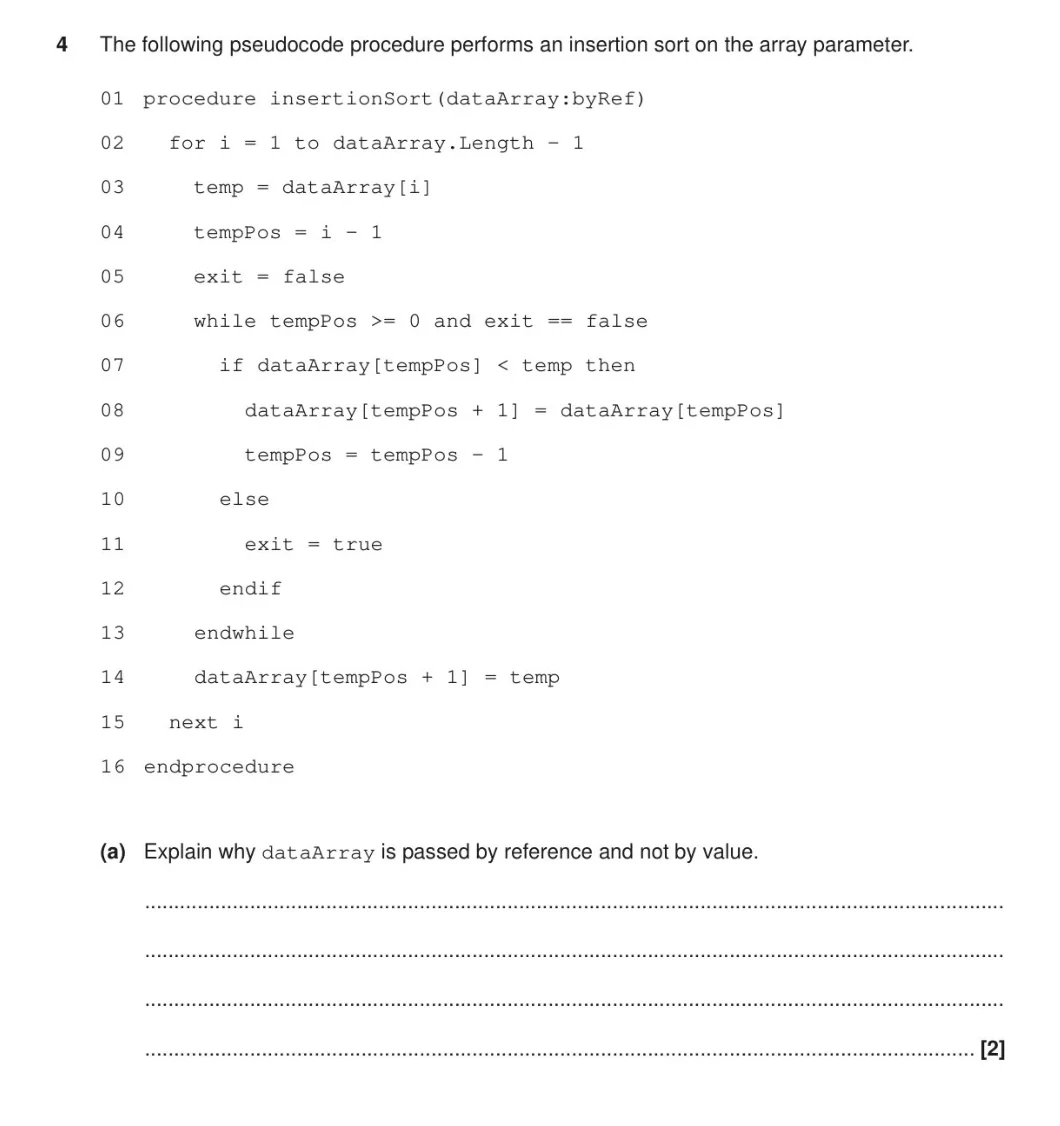 4 The following pseudocode procedure performs an insertion sort on the array parameter.
01 procedure insertionSort(dataArray:byRef)
02 for i = 1 to dataArray.Length – 1
03 temp = dataArray[i]
04 tempPos = i – 1
05 exit = false
06 while tempPos >= 0 and exit == false
07 if dataArray[tempPos] < temp then
08 dataArray[tempPos + 1] = dataArray[tempPos]
09 tempPos = tempPos – 1
10 else
11 exit = true
12 endif
13 endwhile
14 dataArray[tempPos + 1] = temp
15 next i
16 endprocedure
(a) Explain why dataArray is passed by reference and not by value.
[2]